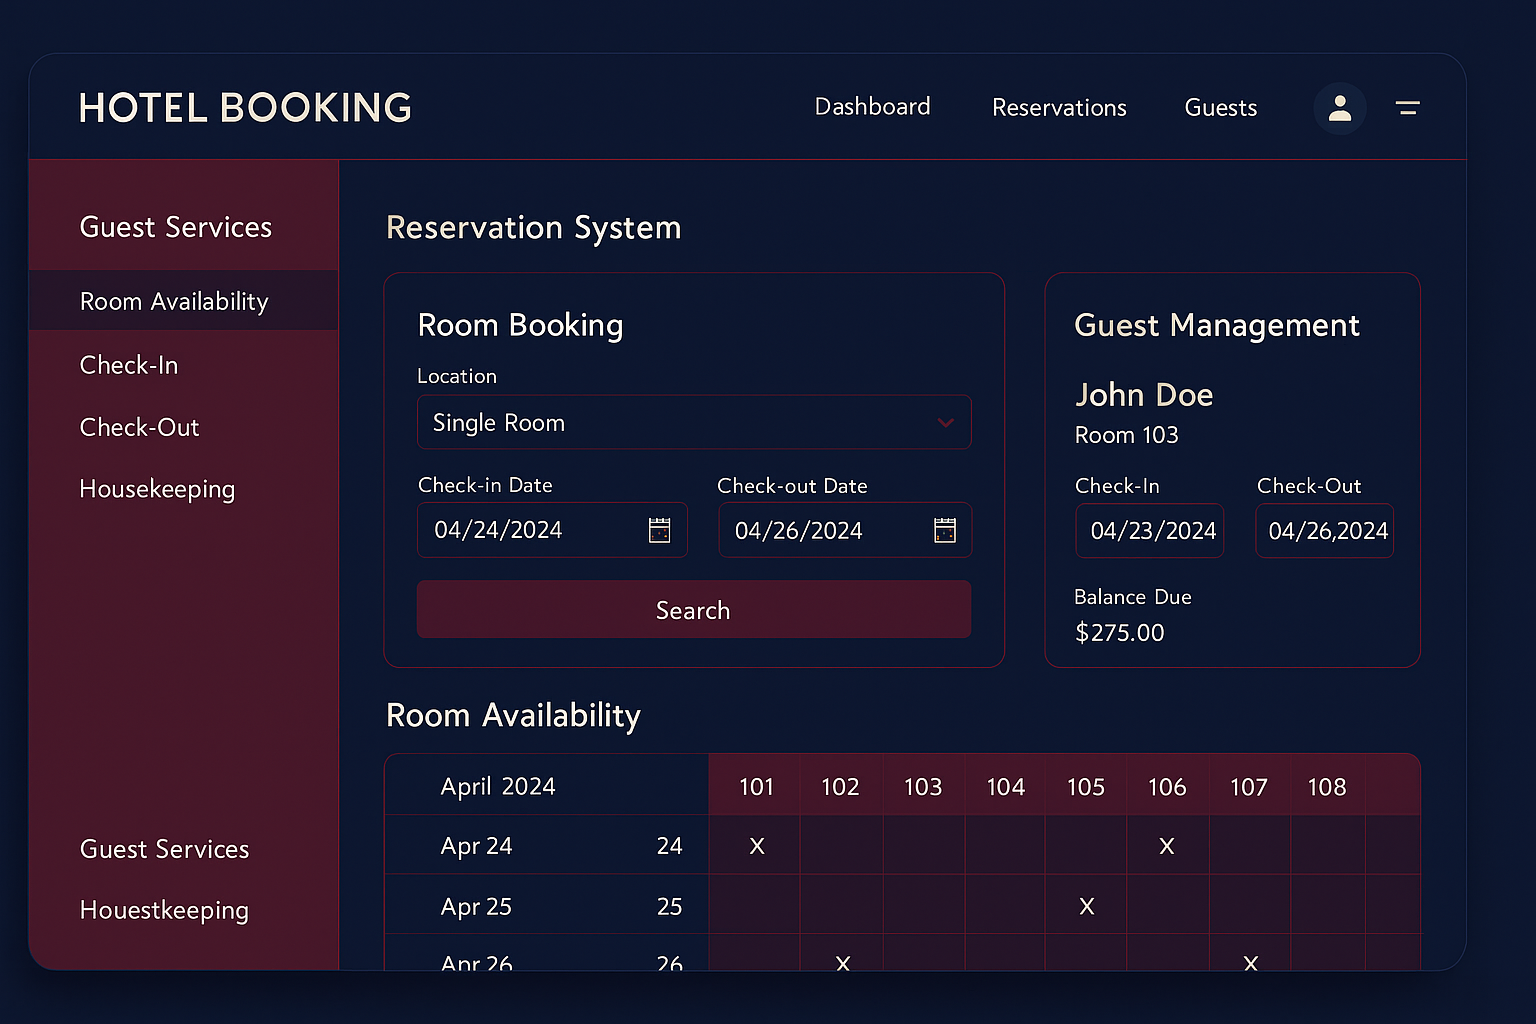 HOTEL BOOKING
Dashboard Reservations Guests
Guest Services
Room Availability
Check-In
Check-Out
Housekeeping
Guest Services
Houestkeeping
Reservation System
Room Booking
Location
Single Room
Check-in Date Check-out Date
04/24/2024 04/26/2024
Search
Guest Management
John Doe
Room 103
Check-In Check-Out
04/23/2024 04/26,2024
Balance Due
$275.00
Room Availability
April 2024 101 102 103 104 105 106 107 108
Apr 24 24 X X
Apr 25 25 X
Apr 26 26 X X